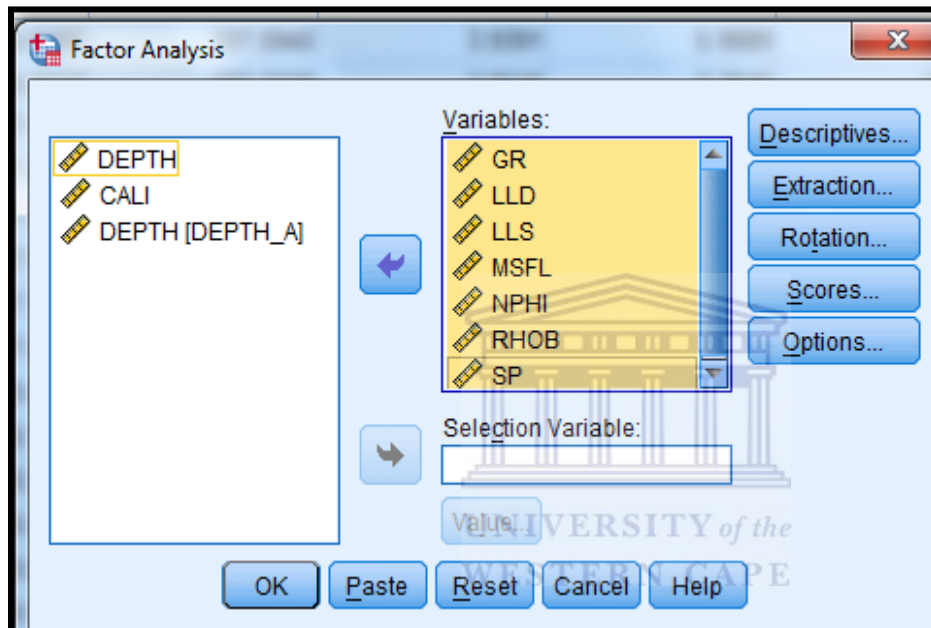 Factor Analysis
X
DEPTH
CALI
DEPTH [DEPTH_A]
Variables:
GR
LLD
LLS
MSFL
NPHI
RHOB
SP
Selection Variable:
Value...
Descriptives...
Extraction...
Rotation...
Scores...
Options...
OK Paste Reset Cancel Help
UNIVERSITY of the
WESTERN CAPE